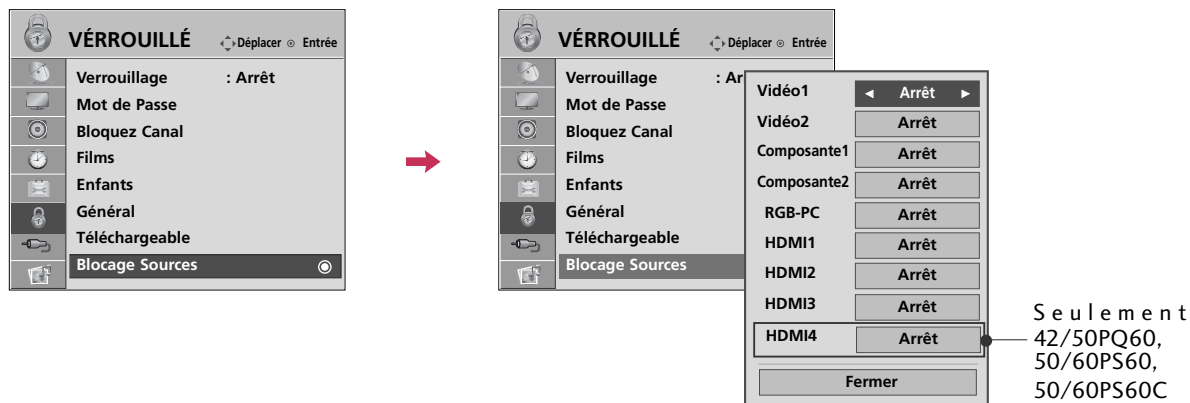 VÉRROUILLÉ Déplacer Entrée
Verrouillage : Arrêt
Mot de Passe
Bloquez Canal
Films
Enfants
Général
Téléchargeable
Blocage Sources
VÉRROUILLÉ Déplacer Entrée
Verrouillage : Ar
Mot de Passe
Bloquez Canal
Films
Enfants
Général
Téléchargeable
Blocage Sources
Vidéo1 ◄ Arrêt ►
Vidéo2 Arrêt
Composante1 Arrêt
Composante2 Arrêt
RGB-PC Arrêt
HDMI1 Arrêt
HDMI2 Arrêt
HDMI3 Arrêt
HDMI4 Arrêt
Fermer
Seulement
42/50PQ60,
50/60PS60,
50/60PS60C